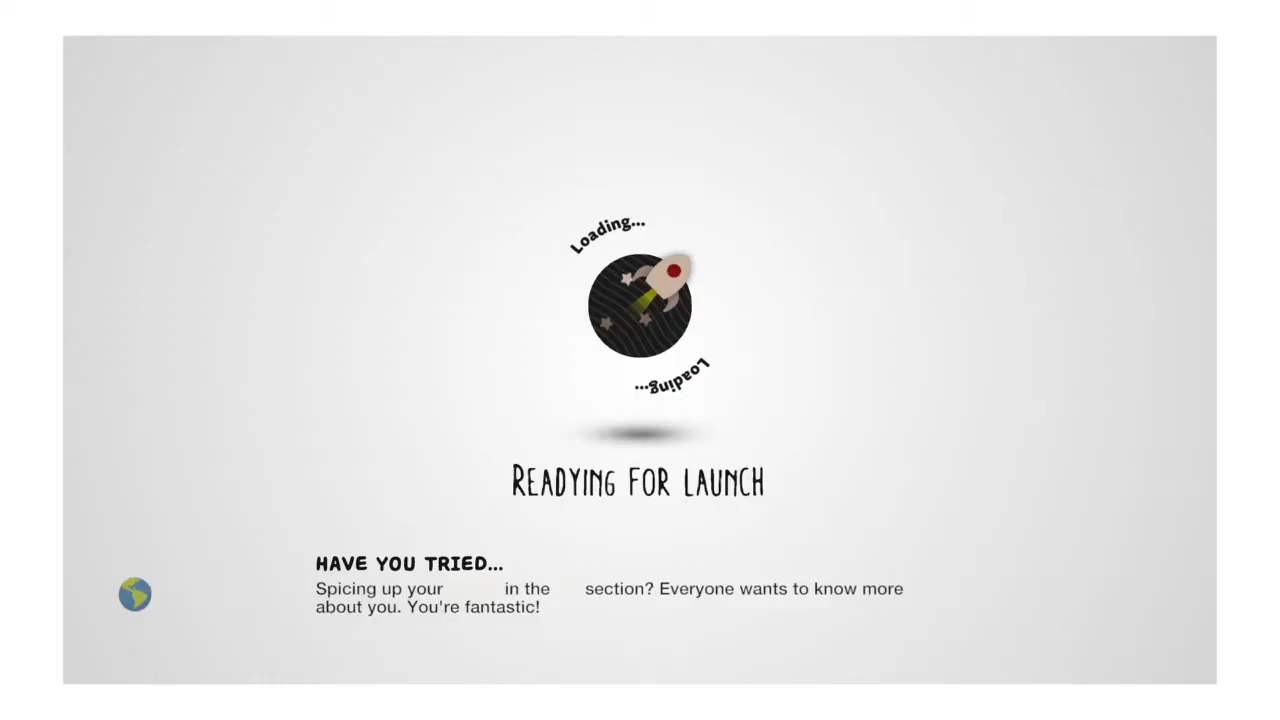 Loading...
Loading...
READYING FOR LAUNCH
HAVE YOU TRIED...
Spicing up your in the section? Everyone wants to know more
about you. You're fantastic!